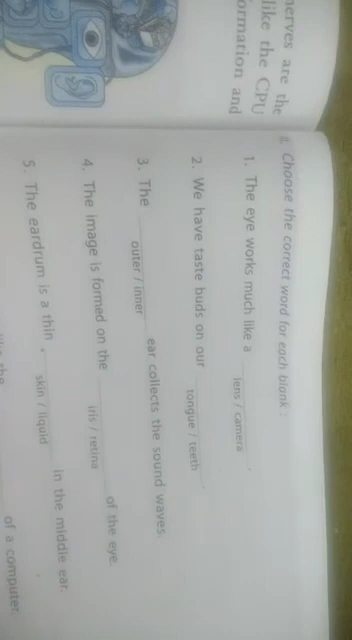 nerves are the
like the CPU
ormation and
Choose the correct word for each blank :
1. The eye works much like a
lens / camera
2. We have taste buds on our
tongue / teeth
3. The ear collects the sound waves.
outer / inner
4. The image is formed on the of the eye.
iris / retina
5. The eardrum is a thin, in the middle ear.
skin / liquid
the of a computer.